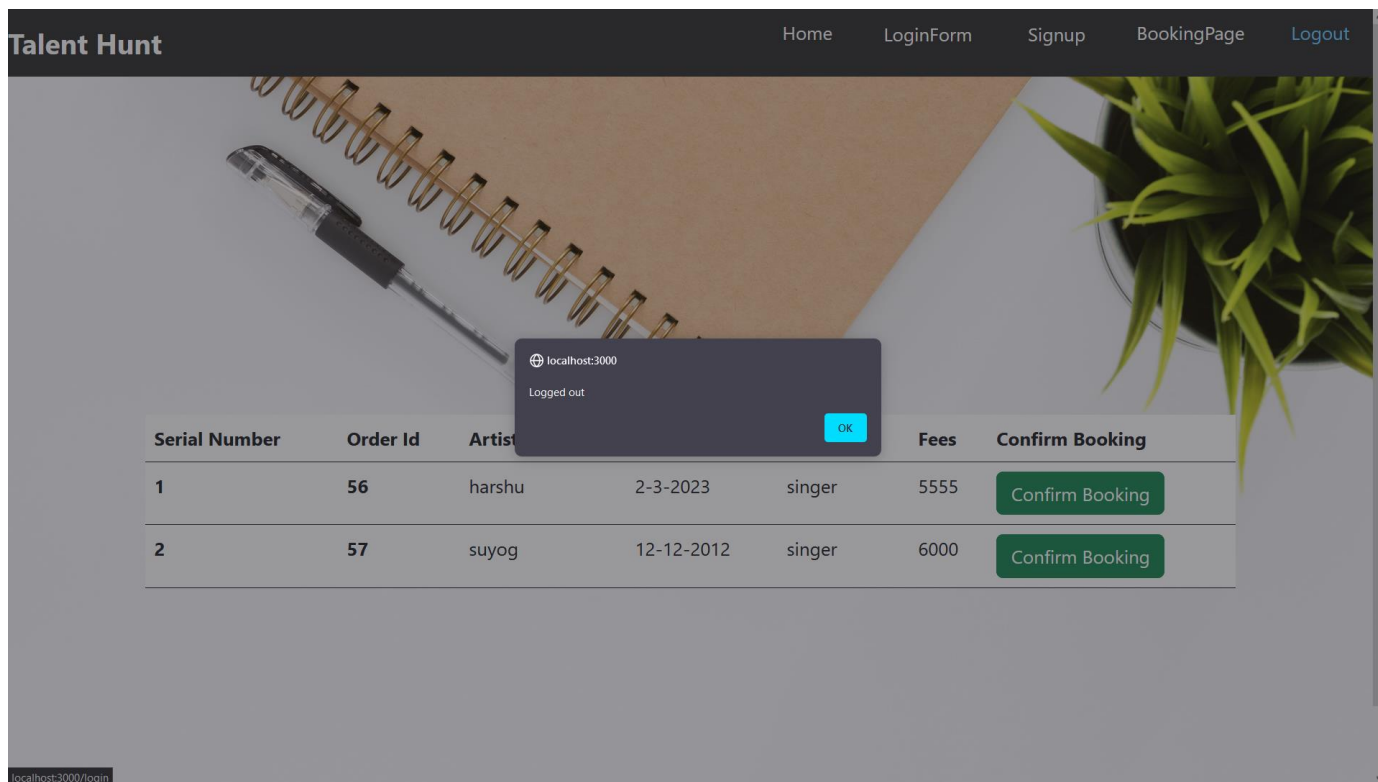 Talent Hunt
Home LoginForm Signup BookingPage Logout
localhost:3000
Logged out
OK
Serial Number Order Id Artist Fees Confirm Booking
1 56 harshu 2-3-2023 singer 5555 Confirm Booking
2 57 suyog 12-12-2012 singer 6000 Confirm Booking
localhost:3000/login